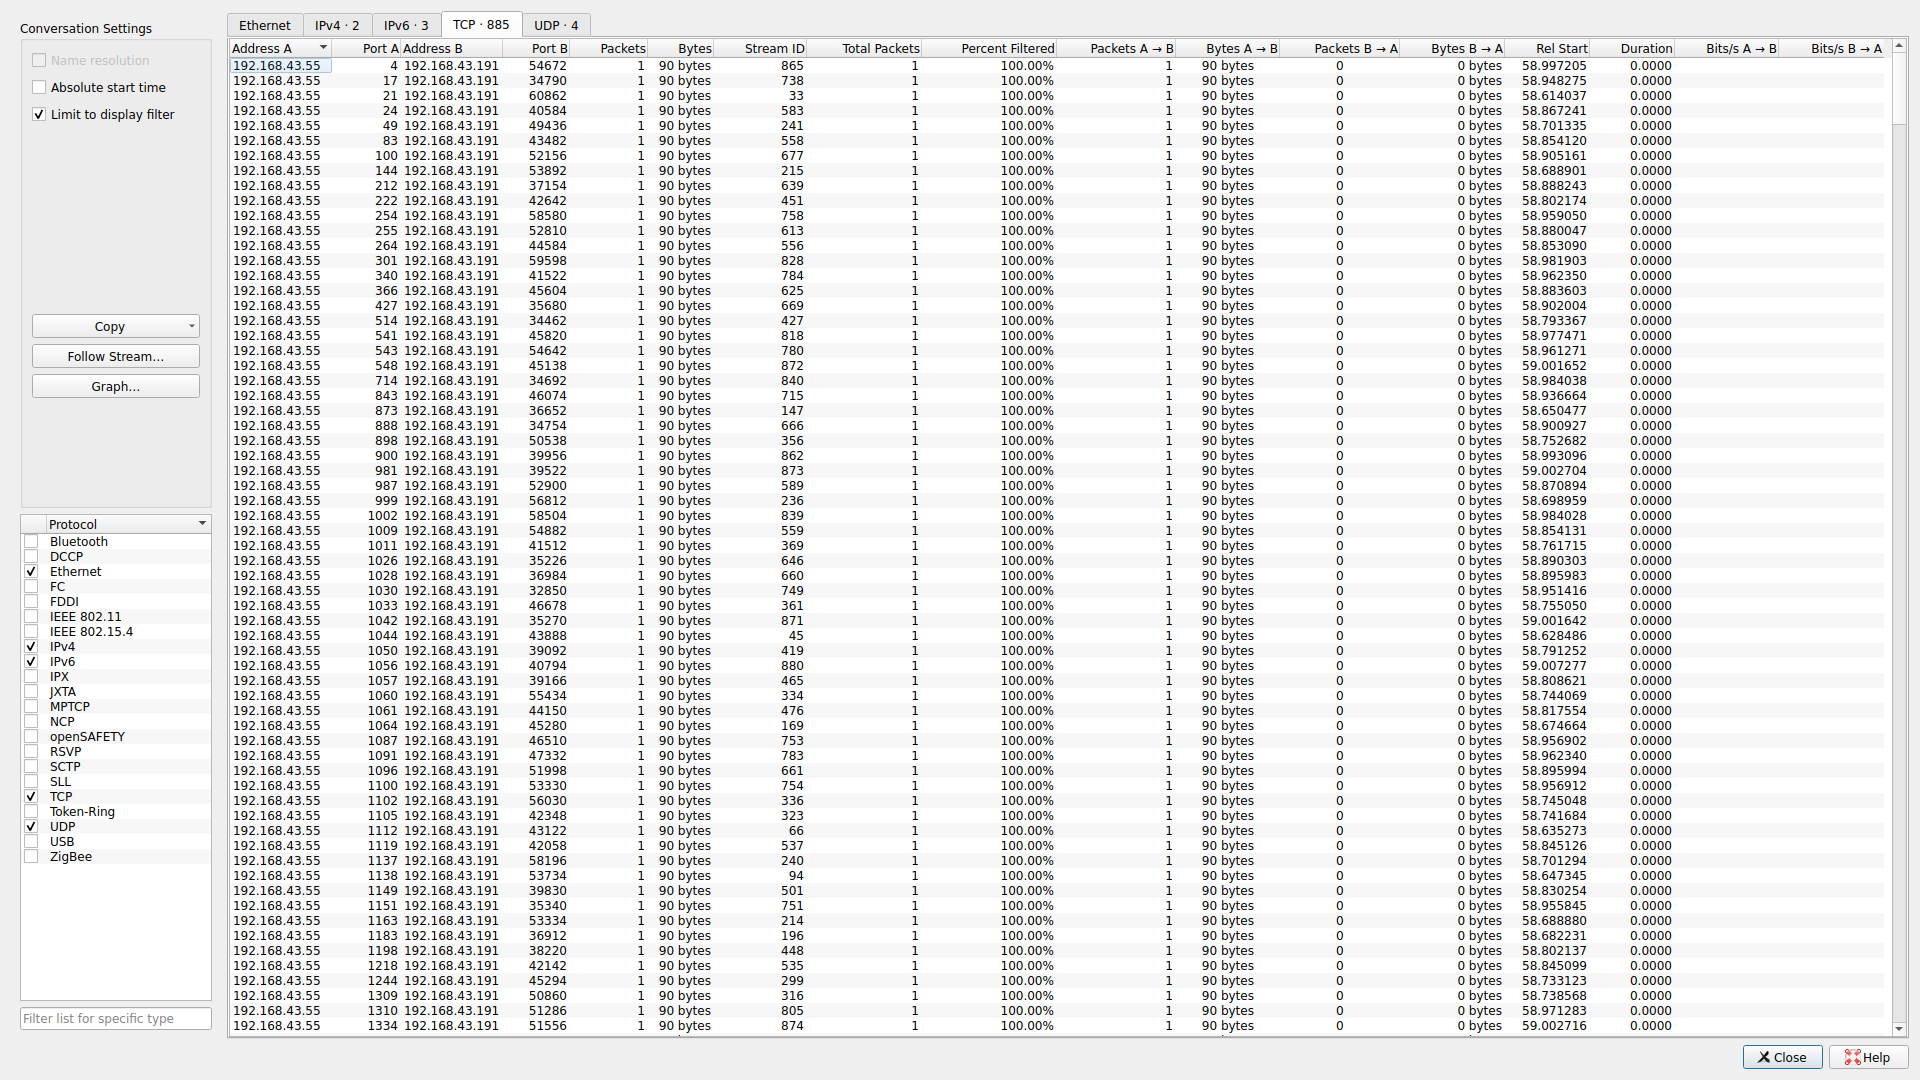 Conversation Settings
Name resolution
Absolute start time
Limit to display filter
Copy
Follow Stream...
Graph...
Protocol
Bluetooth
DCCP
Ethernet
FC
FDDI
IEEE 802.11
IEEE 802.15.4
IPv4
IPv6
IPX
JXTA
MPTCP
NCP
openSAFETY
RSVP
SCTP
SLL
TCP
Token-Ring
UDP
USB
ZigBee
Filter list for specific type
Ethernet IPv4 · 2 IPv6 · 3 TCP · 885 UDP · 4
Address A Port A Address B Port B Packets Bytes Stream ID Total Packets Percent Filtered Packets A → B Bytes A → B Packets B → A Bytes B → A Rel Start Duration Bits/s A → B Bits/s B → A
192.168.43.55 4 192.168.43.191 54672 1 90 bytes 865 1 100.00% 1 90 bytes 0 0 bytes 58.997205 0.0000
192.168.43.55 17 192.168.43.191 34790 1 90 bytes 738 1 100.00% 1 90 bytes 0 0 bytes 58.948275 0.0000
192.168.43.55 21 192.168.43.191 60862 1 90 bytes 33 1 100.00% 1 90 bytes 0 0 bytes 58.614037 0.0000
192.168.43.55 24 192.168.43.191 40584 1 90 bytes 583 1 100.00% 1 90 bytes 0 0 bytes 58.867241 0.0000
192.168.43.55 49 192.168.43.191 49436 1 90 bytes 241 1 100.00% 1 90 bytes 0 0 bytes 58.701335 0.0000
192.168.43.55 83 192.168.43.191 43482 1 90 bytes 558 1 100.00% 1 90 bytes 0 0 bytes 58.854120 0.0000
192.168.43.55 100 192.168.43.191 52156 1 90 bytes 677 1 100.00% 1 90 bytes 0 0 bytes 58.905161 0.0000
192.168.43.55 144 192.168.43.191 53892 1 90 bytes 215 1 100.00% 1 90 bytes 0 0 bytes 58.688901 0.0000
192.168.43.55 212 192.168.43.191 37154 1 90 bytes 639 1 100.00% 1 90 bytes 0 0 bytes 58.888243 0.0000
192.168.43.55 222 192.168.43.191 42642 1 90 bytes 451 1 100.00% 1 90 bytes 0 0 bytes 58.802174 0.0000
192.168.43.55 254 192.168.43.191 58580 1 90 bytes 758 1 100.00% 1 90 bytes 0 0 bytes 58.959050 0.0000
192.168.43.55 255 192.168.43.191 52810 1 90 bytes 613 1 100.00% 1 90 bytes 0 0 bytes 58.880047 0.0000
192.168.43.55 264 192.168.43.191 44584 1 90 bytes 556 1 100.00% 1 90 bytes 0 0 bytes 58.853090 0.0000
192.168.43.55 301 192.168.43.191 59598 1 90 bytes 828 1 100.00% 1 90 bytes 0 0 bytes 58.981903 0.0000
192.168.43.55 340 192.168.43.191 41522 1 90 bytes 784 1 100.00% 1 90 bytes 0 0 bytes 58.962350 0.0000
192.168.43.55 366 192.168.43.191 45604 1 90 bytes 625 1 100.00% 1 90 bytes 0 0 bytes 58.883603 0.0000
192.168.43.55 427 192.168.43.191 35680 1 90 bytes 669 1 100.00% 1 90 bytes 0 0 bytes 58.902004 0.0000
192.168.43.55 514 192.168.43.191 34462 1 90 bytes 427 1 100.00% 1 90 bytes 0 0 bytes 58.793367 0.0000
192.168.43.55 541 192.168.43.191 45820 1 90 bytes 818 1 100.00% 1 90 bytes 0 0 bytes 58.977471 0.0000
192.168.43.55 543 192.168.43.191 54642 1 90 bytes 780 1 100.00% 1 90 bytes 0 0 bytes 58.961271 0.0000
192.168.43.55 548 192.168.43.191 45138 1 90 bytes 872 1 100.00% 1 90 bytes 0 0 bytes 59.001652 0.0000
192.168.43.55 714 192.168.43.191 34692 1 90 bytes 840 1 100.00% 1 90 bytes 0 0 bytes 58.984038 0.0000
192.168.43.55 843 192.168.43.191 46074 1 90 bytes 715 1 100.00% 1 90 bytes 0 0 bytes 58.936664 0.0000
192.168.43.55 873 192.168.43.191 36652 1 90 bytes 147 1 100.00% 1 90 bytes 0 0 bytes 58.650477 0.0000
192.168.43.55 888 192.168.43.191 34754 1 90 bytes 666 1 100.00% 1 90 bytes 0 0 bytes 58.900927 0.0000
192.168.43.55 898 192.168.43.191 50538 1 90 bytes 356 1 100.00% 1 90 bytes 0 0 bytes 58.752682 0.0000
192.168.43.55 900 192.168.43.191 39956 1 90 bytes 862 1 100.00% 1 90 bytes 0 0 bytes 58.993096 0.0000
192.168.43.55 981 192.168.43.191 39522 1 90 bytes 873 1 100.00% 1 90 bytes 0 0 bytes 59.002704 0.0000
192.168.43.55 987 192.168.43.191 52900 1 90 bytes 589 1 100.00% 1 90 bytes 0 0 bytes 58.870894 0.0000
192.168.43.55 999 192.168.43.191 56812 1 90 bytes 236 1 100.00% 1 90 bytes 0 0 bytes 58.698959 0.0000
192.168.43.55 1002 192.168.43.191 58504 1 90 bytes 839 1 100.00% 1 90 bytes 0 0 bytes 58.984028 0.0000
192.168.43.55 1009 192.168.43.191 54882 1 90 bytes 559 1 100.00% 1 90 bytes 0 0 bytes 58.854131 0.0000
192.168.43.55 1011 192.168.43.191 41512 1 90 bytes 369 1 100.00% 1 90 bytes 0 0 bytes 58.761715 0.0000
192.168.43.55 1026 192.168.43.191 35226 1 90 bytes 646 1 100.00% 1 90 bytes 0 0 bytes 58.890303 0.0000
192.168.43.55 1028 192.168.43.191 36984 1 90 bytes 660 1 100.00% 1 90 bytes 0 0 bytes 58.895983 0.0000
192.168.43.55 1030 192.168.43.191 32850 1 90 bytes 749 1 100.00% 1 90 bytes 0 0 bytes 58.951416 0.0000
192.168.43.55 1033 192.168.43.191 46678 1 90 bytes 361 1 100.00% 1 90 bytes 0 0 bytes 58.755050 0.0000
192.168.43.55 1042 192.168.43.191 35270 1 90 bytes 871 1 100.00% 1 90 bytes 0 0 bytes 59.001642 0.0000
192.168.43.55 1044 192.168.43.191 43888 1 90 bytes 45 1 100.00% 1 90 bytes 0 0 bytes 58.628486 0.0000
192.168.43.55 1050 192.168.43.191 39092 1 90 bytes 419 1 100.00% 1 90 bytes 0 0 bytes 58.791252 0.0000
192.168.43.55 1056 192.168.43.191 40794 1 90 bytes 880 1 100.00% 1 90 bytes 0 0 bytes 59.007277 0.0000
192.168.43.55 1057 192.168.43.191 39166 1 90 bytes 465 1 100.00% 1 90 bytes 0 0 bytes 58.808621 0.0000
192.168.43.55 1060 192.168.43.191 55434 1 90 bytes 334 1 100.00% 1 90 bytes 0 0 bytes 58.744069 0.0000
192.168.43.55 1061 192.168.43.191 44150 1 90 bytes 476 1 100.00% 1 90 bytes 0 0 bytes 58.817554 0.0000
192.168.43.55 1064 192.168.43.191 45280 1 90 bytes 169 1 100.00% 1 90 bytes 0 0 bytes 58.674664 0.0000
192.168.43.55 1087 192.168.43.191 46510 1 90 bytes 753 1 100.00% 1 90 bytes 0 0 bytes 58.956902 0.0000
192.168.43.55 1091 192.168.43.191 47332 1 90 bytes 783 1 100.00% 1 90 bytes 0 0 bytes 58.962340 0.0000
192.168.43.55 1096 192.168.43.191 51998 1 90 bytes 661 1 100.00% 1 90 bytes 0 0 bytes 58.895994 0.0000
192.168.43.55 1100 192.168.43.191 53330 1 90 bytes 754 1 100.00% 1 90 bytes 0 0 bytes 58.956912 0.0000
192.168.43.55 1102 192.168.43.191 56030 1 90 bytes 336 1 100.00% 1 90 bytes 0 0 bytes 58.745048 0.0000
192.168.43.55 1105 192.168.43.191 42348 1 90 bytes 323 1 100.00% 1 90 bytes 0 0 bytes 58.741684 0.0000
192.168.43.55 1112 192.168.43.191 43122 1 90 bytes 66 1 100.00% 1 90 bytes 0 0 bytes 58.635273 0.0000
192.168.43.55 1119 192.168.43.191 42058 1 90 bytes 537 1 100.00% 1 90 bytes 0 0 bytes 58.845126 0.0000
192.168.43.55 1137 192.168.43.191 58196 1 90 bytes 240 1 100.00% 1 90 bytes 0 0 bytes 58.701294 0.0000
192.168.43.55 1138 192.168.43.191 53734 1 90 bytes 94 1 100.00% 1 90 bytes 0 0 bytes 58.647345 0.0000
192.168.43.55 1149 192.168.43.191 39830 1 90 bytes 501 1 100.00% 1 90 bytes 0 0 bytes 58.830254 0.0000
192.168.43.55 1151 192.168.43.191 35340 1 90 bytes 751 1 100.00% 1 90 bytes 0 0 bytes 58.955845 0.0000
192.168.43.55 1163 192.168.43.191 53334 1 90 bytes 214 1 100.00% 1 90 bytes 0 0 bytes 58.688880 0.0000
192.168.43.55 1183 192.168.43.191 36912 1 90 bytes 196 1 100.00% 1 90 bytes 0 0 bytes 58.682231 0.0000
192.168.43.55 1198 192.168.43.191 38220 1 90 bytes 448 1 100.00% 1 90 bytes 0 0 bytes 58.802137 0.0000
192.168.43.55 1218 192.168.43.191 42142 1 90 bytes 535 1 100.00% 1 90 bytes 0 0 bytes 58.845099 0.0000
192.168.43.55 1244 192.168.43.191 45294 1 90 bytes 299 1 100.00% 1 90 bytes 0 0 bytes 58.733123 0.0000
192.168.43.55 1309 192.168.43.191 50860 1 90 bytes 316 1 100.00% 1 90 bytes 0 0 bytes 58.738568 0.0000
192.168.43.55 1310 192.168.43.191 51286 1 90 bytes 805 1 100.00% 1 90 bytes 0 0 bytes 58.971283 0.0000
192.168.43.55 1334 192.168.43.191 51556 1 90 bytes 874 1 100.00% 1 90 bytes 0 0 bytes 59.002716 0.0000
Close Help